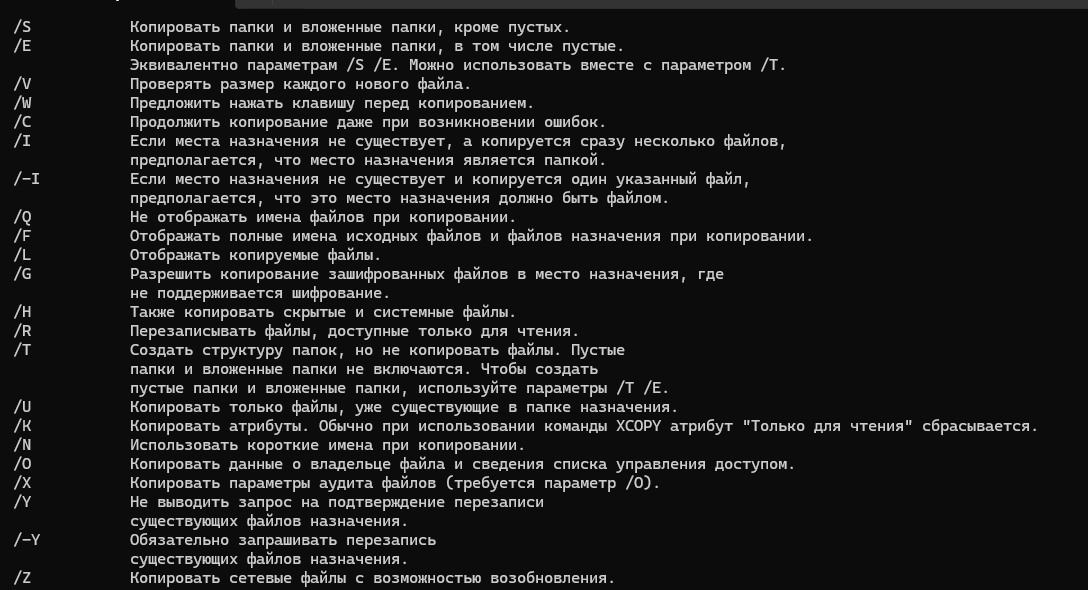 /S Копировать папки и вложенные папки, кроме пустых.
/E Копировать папки и вложенные папки, в том числе пустые.
Эквивалентно параметрам /S /E. Можно использовать вместе с параметром /T.
/V Проверять размер каждого нового файла.
/W Предложить нажать клавишу перед копированием.
/C Продолжить копирование даже при возникновении ошибок.
/I Если места назначения не существует, а копируется сразу несколько файлов,
предполагается, что место назначения является папкой.
/-I Если место назначения не существует и копируется один указанный файл,
предполагается, что это место назначения должно быть файлом.
/Q Не отображать имена файлов при копировании.
/F Отображать полные имена исходных файлов и файлов назначения при копировании.
/L Отображать копируемые файлы.
/G Разрешить копирование зашифрованных файлов в место назначения, где
не поддерживается шифрование.
/H Также копировать скрытые и системные файлы.
/R Перезаписывать файлы, доступные только для чтения.
/T Создать структуру папок, но не копировать файлы. Пустые
папки и вложенные папки не включаются. Чтобы создать
пустые папки и вложенные папки, используйте параметры /T /E.
/U Копировать только файлы, уже существующие в папке назначения.
/K Копировать атрибуты. Обычно при использовании команды XCOPY атрибут "Только для чтения" сбрасывается.
/N Использовать короткие имена при копировании.
/O Копировать данные о владельце файла и сведения списка управления доступом.
/X Копировать параметры аудита файлов (требуется параметр /O).
/Y Не выводить запрос на подтверждение перезаписи
существующих файлов назначения.
/-Y Обязательно запрашивать перезапись
существующих файлов назначения.
/Z Копировать сетевые файлы с возможностью возобновления.